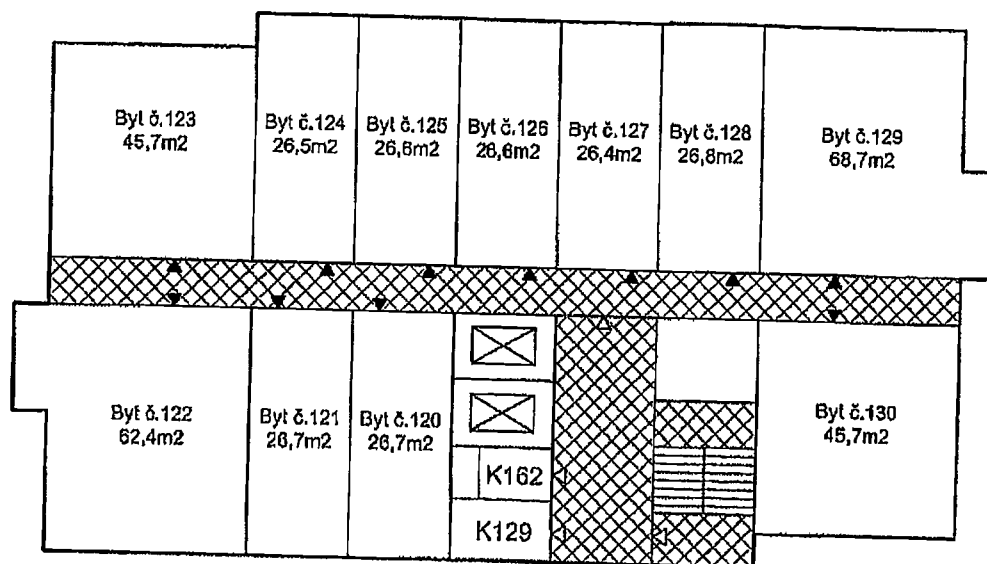 Byt č.123
45,7m2
Byt č.124
26,5m2
Byt č.125
26,6m2
Byt č.126
26,6m2
Byt č.127
26,4m2
Byt č.128
26,8m2
Byt č.129
68,7m2
Byt č.122
62,4m2
Byt č.121
26,7m2
Byt č.120
26,7m2
K162
K129
Byt č.130
45,7m2